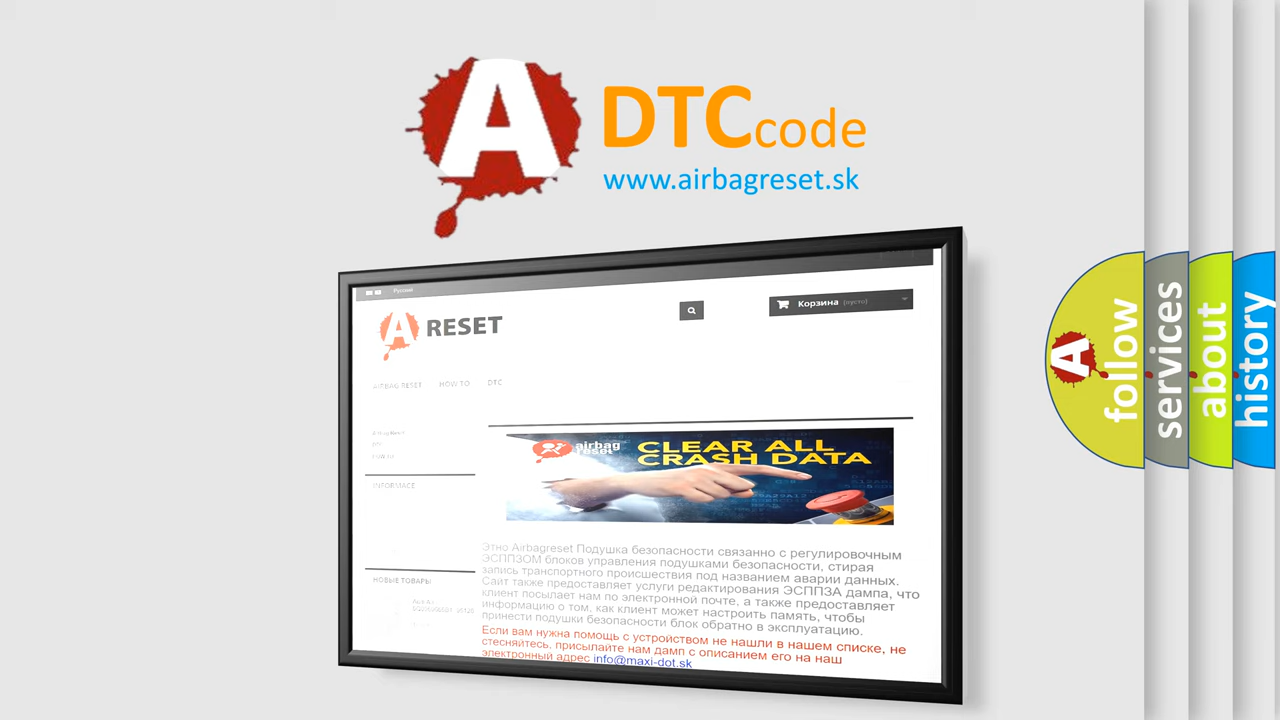 A
DTCcode
www.airbagreset.sk
Русский
Корзина (пусто)
A RESET
AIRBAG RESET HOW TO DTC
airbag
reset
CLEAR ALL
CRASH DATA
INFORMACE
НОВЫЕ ТОВАРЫ
Этно Airbagreset Подушка безопасности связанно с регулировочным
ЭСППЗОМ блоков управления подушками безопасности, стирая
запись транспортного происшествия под названием аварии данных.
Сайт также предоставляет услуги редактирования ЭСППЗА дампа, что
клиент посылает нам по электронной почте, а также предоставляет
информацию о том, как клиент может настроить память, чтобы
принести подушки безопасности блок обратно в эксплуатацию.
Если вам нужна помощь с устройством не нашли в нашем списке, не
стесняйтесь, присылайте нам дамп с описанием его на наш
электронный адрес info@maxi-dot.sk
A
follow
services
about
history